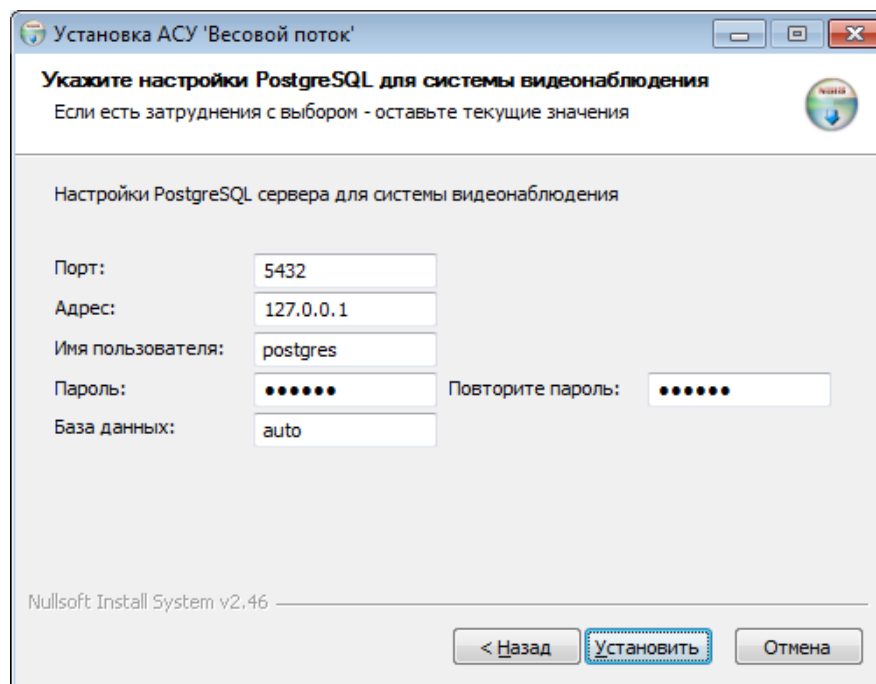 Установка АСУ 'Весовой поток'
Укажите настройки PostgreSQL для системы видеонаблюдения
Если есть затруднения с выбором - оставьте текущие значения
Настройки PostgreSQL сервера для системы видеонаблюдения
Порт: 5432
Адрес: 127.0.0.1
Имя пользователя: postgres
Пароль: ●●●●●● Повторите пароль: ●●●●●●
База данных: auto
Nullsoft Install System v2.46
< Назад Установить Отмена